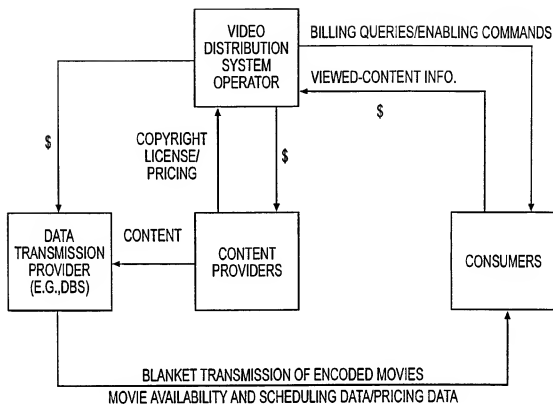 VIDEO
DISTRIBUTION
SYSTEM
OPERATOR
BILLING QUERIES/ENABLING COMMANDS
VIEWED-CONTENT INFO.
$
$
COPYRIGHT
LICENSE/
PRICING
$
DATA
TRANSMISSION
PROVIDER
(E.G.,DBS)
CONTENT
CONTENT
PROVIDERS
CONSUMERS
BLANKET TRANSMISSION OF ENCODED MOVIES
MOVIE AVAILABILITY AND SCHEDULING DATA/PRICING DATA